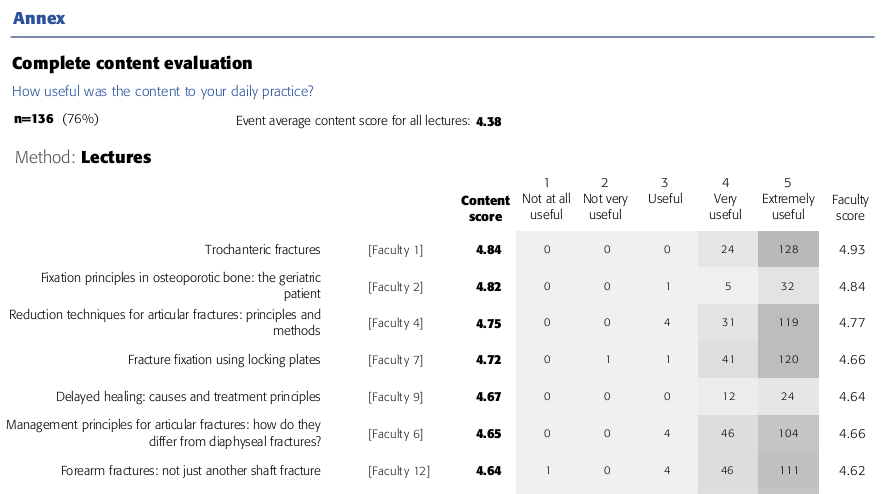 Annex
Complete content evaluation
How useful was the content to your daily practice?
n=136 (76%) Event average content score for all lectures: 4.38
Method: Lectures
Content score 1 Not at all useful 2 Not very useful 3 Useful 4 Very useful 5 Extremely useful Faculty score
Trochanteric fractures [Faculty 1] 4.84 0 0 0 24 128 4.93
Fixation principles in osteoporotic bone: the geriatric
patient [Faculty 2] 4.82 0 0 1 5 32 4.84
Reduction techniques for articular fractures: principles and
methods [Faculty 4] 4.75 0 0 4 31 119 4.77
Fracture fixation using locking plates [Faculty 7] 4.72 0 1 1 41 120 4.66
Delayed healing: causes and treatment principles [Faculty 9] 4.67 0 0 0 12 24 4.64
Management principles for articular fractures: how do they
differ from diaphyseal fractures? [Faculty 6] 4.65 0 0 4 46 104 4.66
Forearm fractures: not just another shaft fracture [Faculty 12] 4.64 1 0 4 46 111 4.62